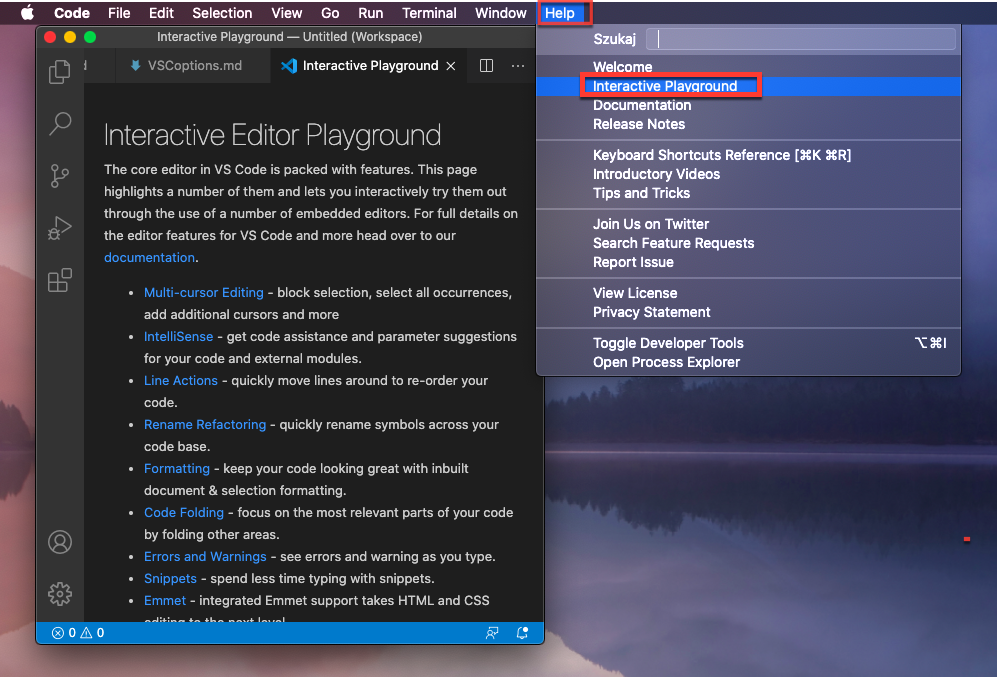 Code File Edit Selection View Go Run Terminal Window Help
Interactive Playground — Untitled (Workspace)
VSCoptions.md Interactive Playground
Interactive Editor Playground
The core editor in VS Code is packed with features. This page
highlights a number of them and lets you interactively try them out
through the use of a number of embedded editors. For full details on
the editor features for VS Code and more head over to our
documentation.
• Multi-cursor Editing - block selection, select all occurrences,
add additional cursors and more
• IntelliSense - get code assistance and parameter suggestions
for your code and external modules.
• Line Actions - quickly move lines around to re-order your
code.
• Rename Refactoring - quickly rename symbols across your
code base.
• Formatting - keep your code looking great with inbuilt
document & selection formatting.
• Code Folding - focus on the most relevant parts of your code
by folding other areas.
• Errors and Warnings - see errors and warning as you type.
• Snippets - spend less time typing with snippets.
• Emmet - integrated Emmet support takes HTML and CSS
editing to the next level.
0 0
Szukaj
Welcome
Interactive Playground
Documentation
Release Notes
Keyboard Shortcuts Reference [⌘K ⌘R]
Introductory Videos
Tips and Tricks
Join Us on Twitter
Search Feature Requests
Report Issue
View License
Privacy Statement
Toggle Developer Tools ⌥⌘I
Open Process Explorer